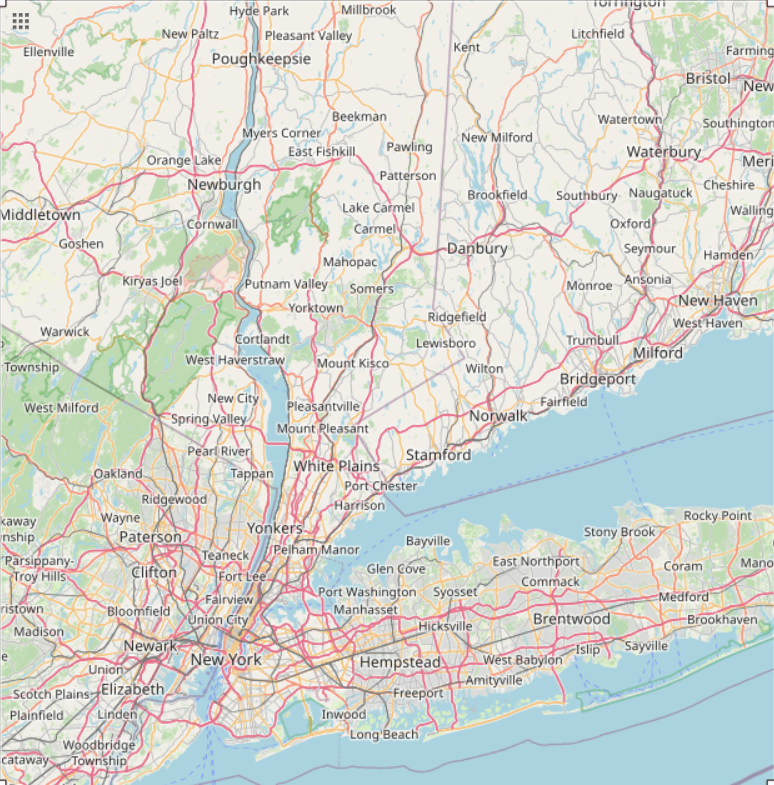 Hyde Park
Millbrook
Torrington
New Paltz
Pleasant Valley
Litchfield
Ellenville
Poughkeepsie
Kent
Farming
Bristol
New
Beekman
Watertown
Southington
Myers Corner
New Milford
East Fishkill
Pawling
Waterbury
Orange Lake
Meri
Newburgh
Patterson
Brookfield
Southbury
Naugatuck
Cheshire
Middletown
Lake Carmel
Walling
Cornwall
Carmel
Oxford
Goshen
Danbury
Seymour
Hamden
Mahopac
Kiryas Joel
Putnam Valley
Somers
Monroe
Ansonia
New Haven
Yorktown
Ridgefield
West Haven
Warwick
Cortlandt
Lewisboro
Trumbull
Milford
Township
West Haverstraw
Mount Kisco
Wilton
Bridgeport
West Milford
New City
Pleasantville
Fairfield
Spring Valley
Norwalk
Mount Pleasant
Pearl River
Stamford
Oakland
Tappan
White Plains
Port Chester
Ridgewood
Harrison
Wayne
kaway
nship
Paterson
Yonkers
Rocky Point
Stony Brook
Teaneck
Pelham Manor
Bayville
Parsippany-
Troy Hills
Clifton
Fort Lee
Glen Cove
East Northport
Coram
Mano
Commack
Port Washington
Syosset
Fairview
Medford
ristown
Bloomfield
Union City
Manhasset
Hicksville
Brentwood
Brookhaven
Madison
Newark
New York
Hempstead
West Babylon
Islip
Sayville
e
Union
Scotch Plains
Elizabeth
Amityville
Freeport
Plainfield
Linden
Inwood
Long Beach
Woodbridge
Township
cataway